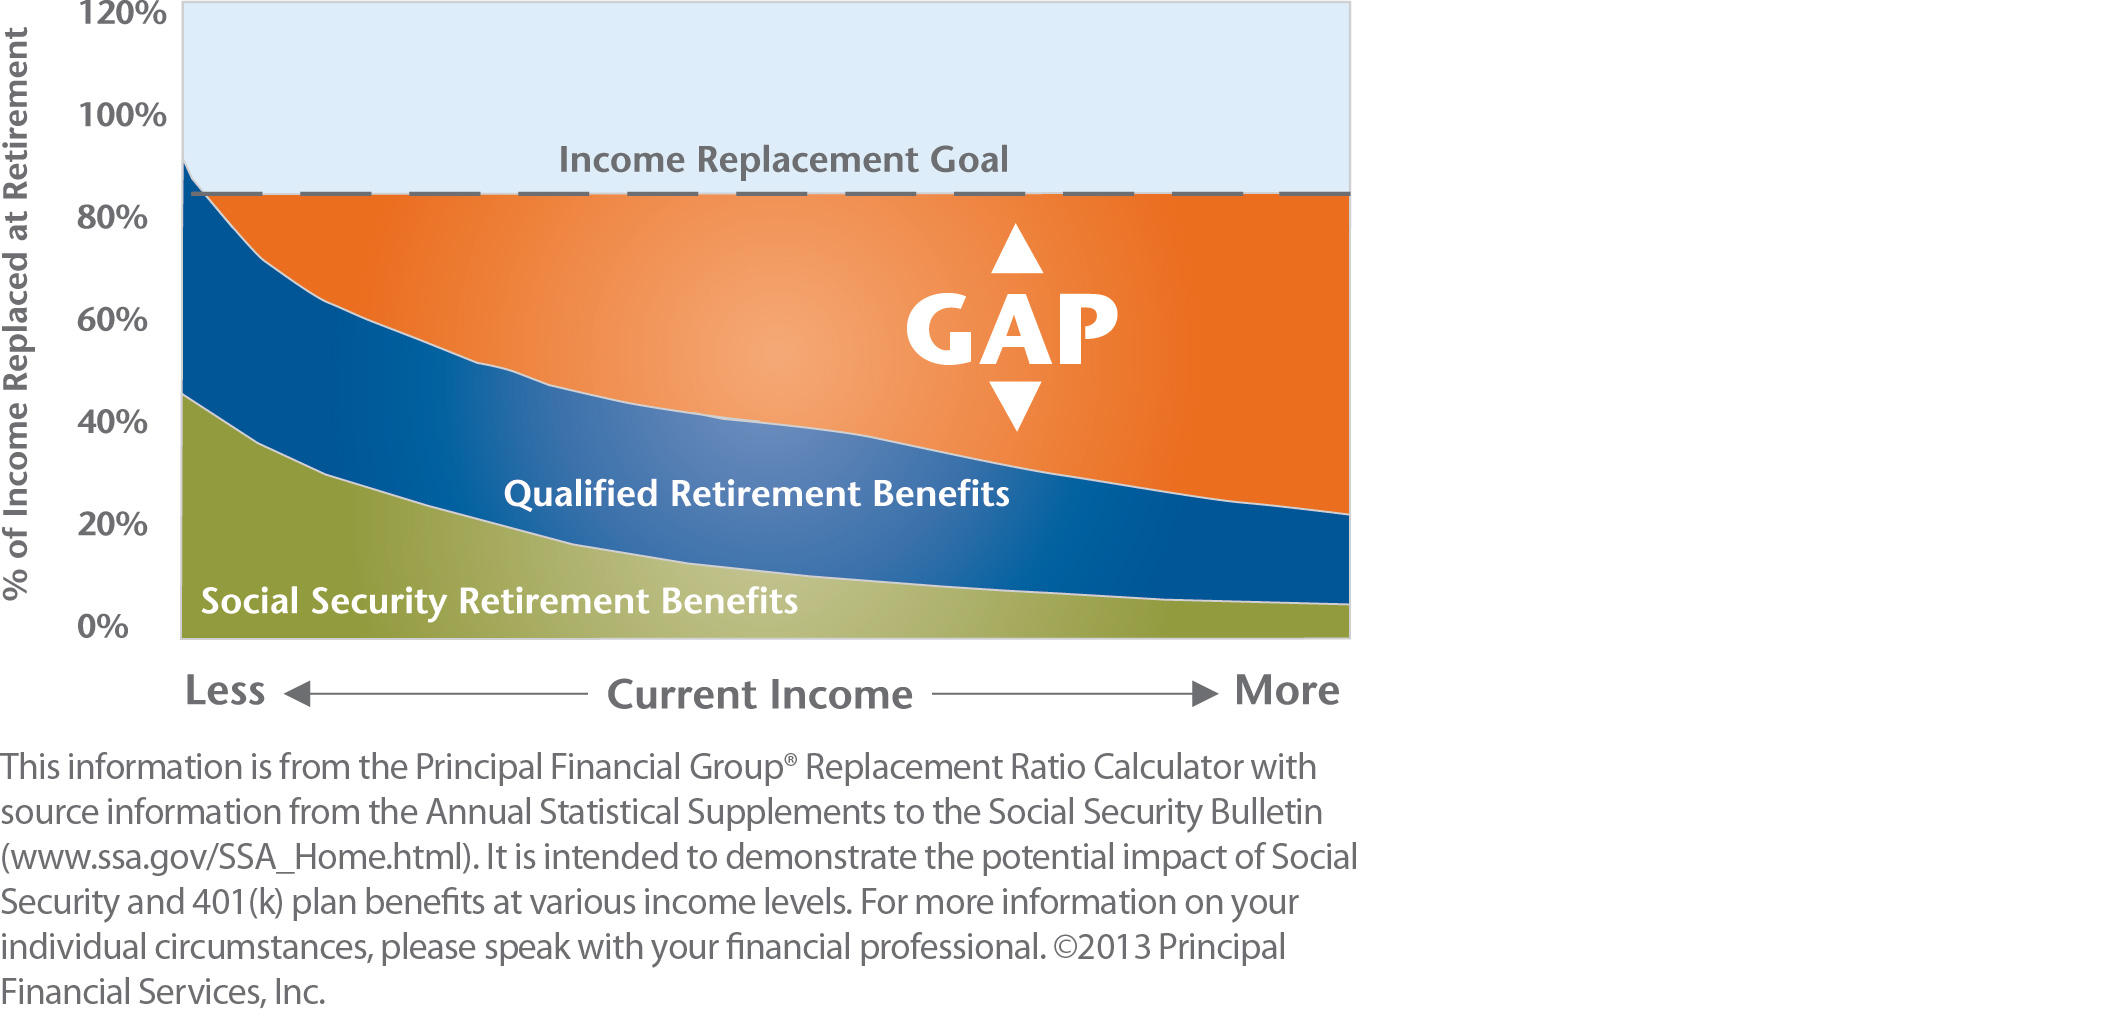 120%
100%
80%
60%
40%
20%
0%
% of Income Replaced at Retirement
Income Replacement Goal
GAP
Qualified Retirement Benefits
Social Security Retirement Benefits
Less Current Income More
This information is from the Principal Financial Group® Replacement Ratio Calculator with
source information from the Annual Statistical Supplements to the Social Security Bulletin
(www.ssa.gov/SSA_Home.html). It is intended to demonstrate the potential impact of Social
Security and 401(k) plan benefits at various income levels. For more information on your
individual circumstances, please speak with your financial professional. ©2013 Principal
Financial Services, Inc.